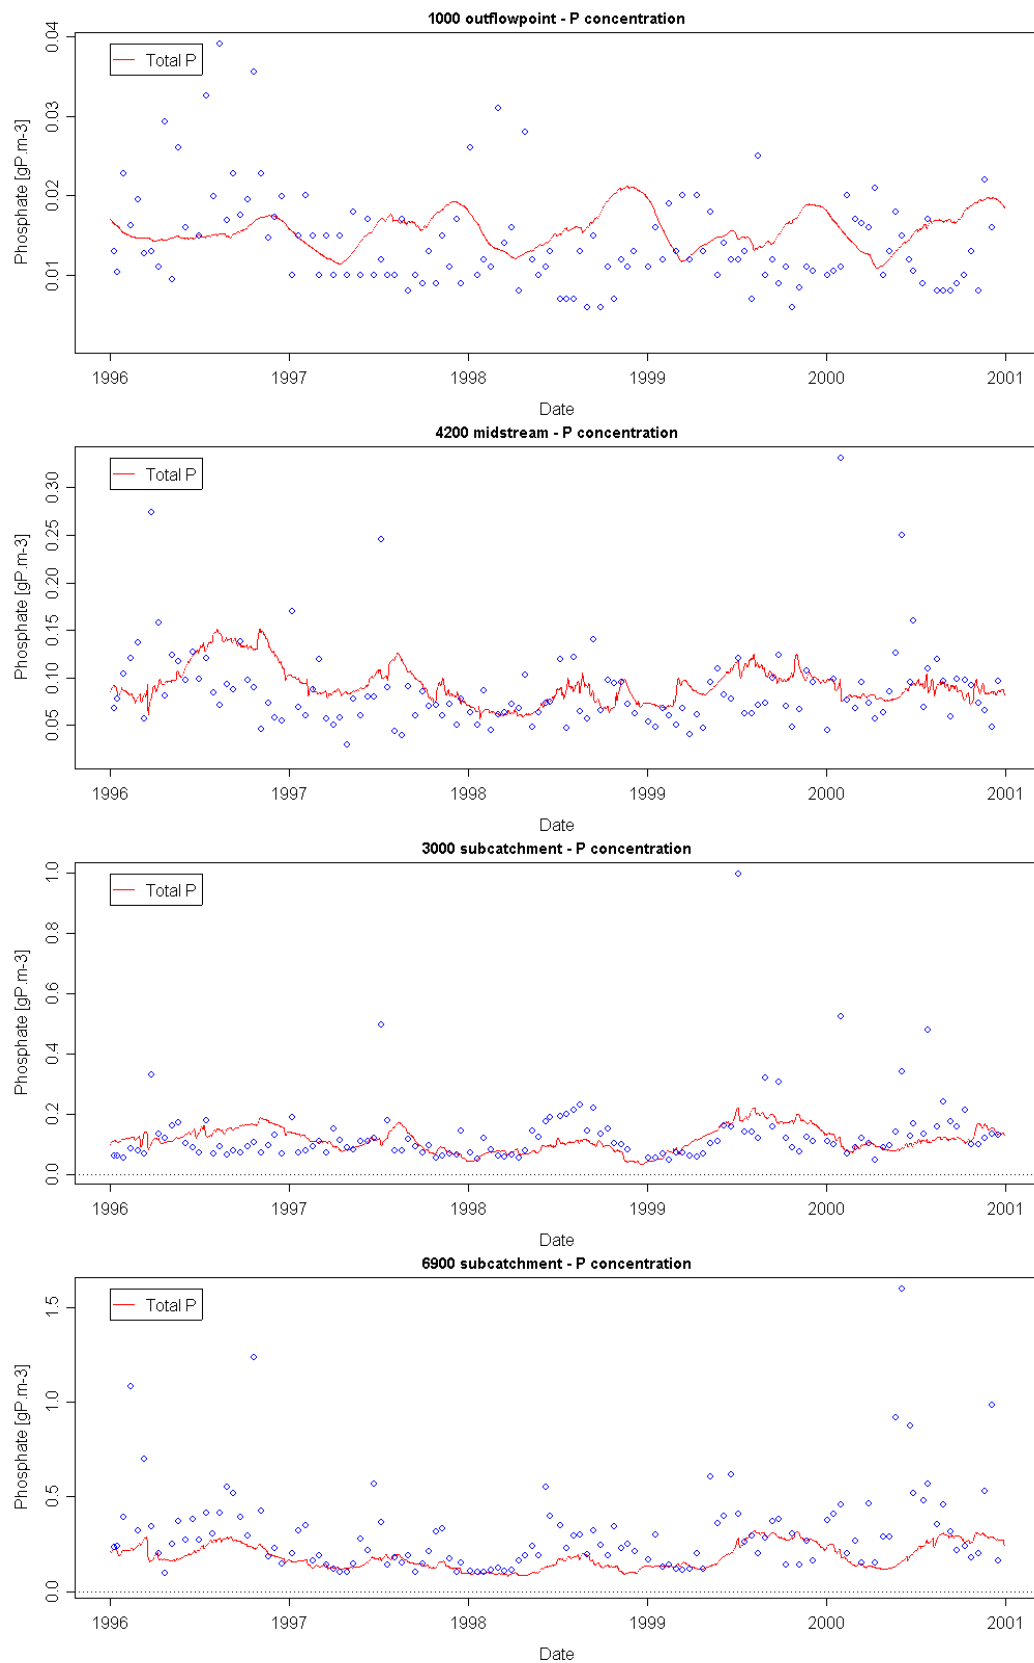 1000 outflowpoint - P concentration
Total P
Phosphate [gP.m-3]
0.04
0.03
0.02
0.01
1996 1997 1998 1999 2000 2001
Date
4200 midstream - P concentration
Total P
Phosphate [gP.m-3]
0.30
0.25
0.20
0.15
0.10
0.05
1996 1997 1998 1999 2000 2001
Date
3000 subcatchment - P concentration
Total P
Phosphate [gP.m-3]
1.0
0.8
0.6
0.4
0.2
0.0
1996 1997 1998 1999 2000 2001
Date
6900 subcatchment - P concentration
Total P
Phosphate [gP.m-3]
1.5
1.0
0.5
0.0
1996 1997 1998 1999 2000 2001
Date